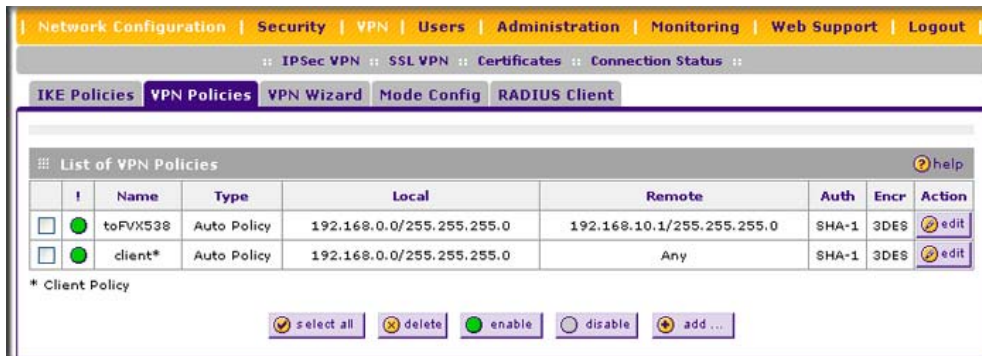 | Network Configuration | Security | VPN | Users | Administration | Monitoring | Web Support | Logout |
:: IPSec VPN :: SSL VPN :: Certificates :: Connection Status ::
IKE Policies VPN Policies VPN Wizard Mode Config RADIUS Client
List of VPN Policies ? help
! Name Type Local Remote Auth Encr Action
toFVX538 Auto Policy 192.168.0.0/255.255.255.0 192.168.10.1/255.255.255.0 SHA-1 3DES edit
client* Auto Policy 192.168.0.0/255.255.255.0 Any SHA-1 3DES edit
* Client Policy
select all delete enable disable add ...